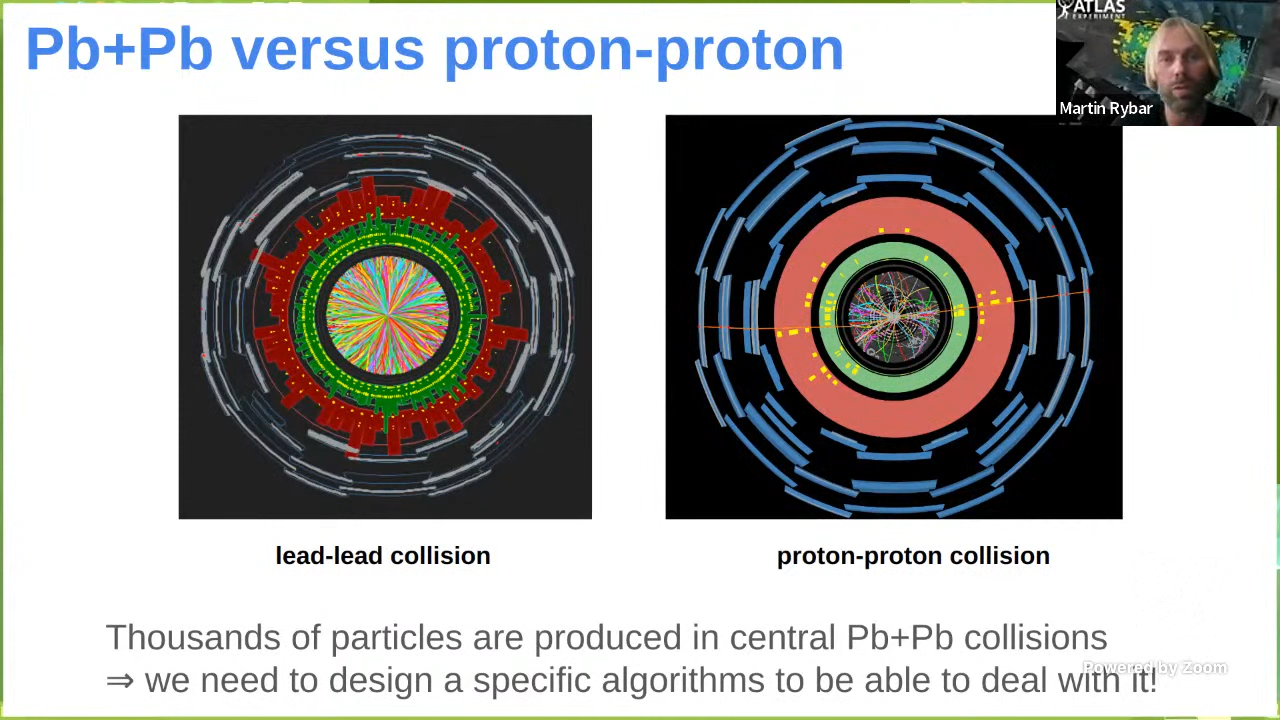 Pb+Pb versus proton-proton
ATLAS
EXPERIMENT
Martin Rybar
lead-lead collision
proton-proton collision
Thousands of particles are produced in central Pb+Pb collisions
⇒ we need to design a specific algorithms to be able to deal with it!
Powered by Zoom